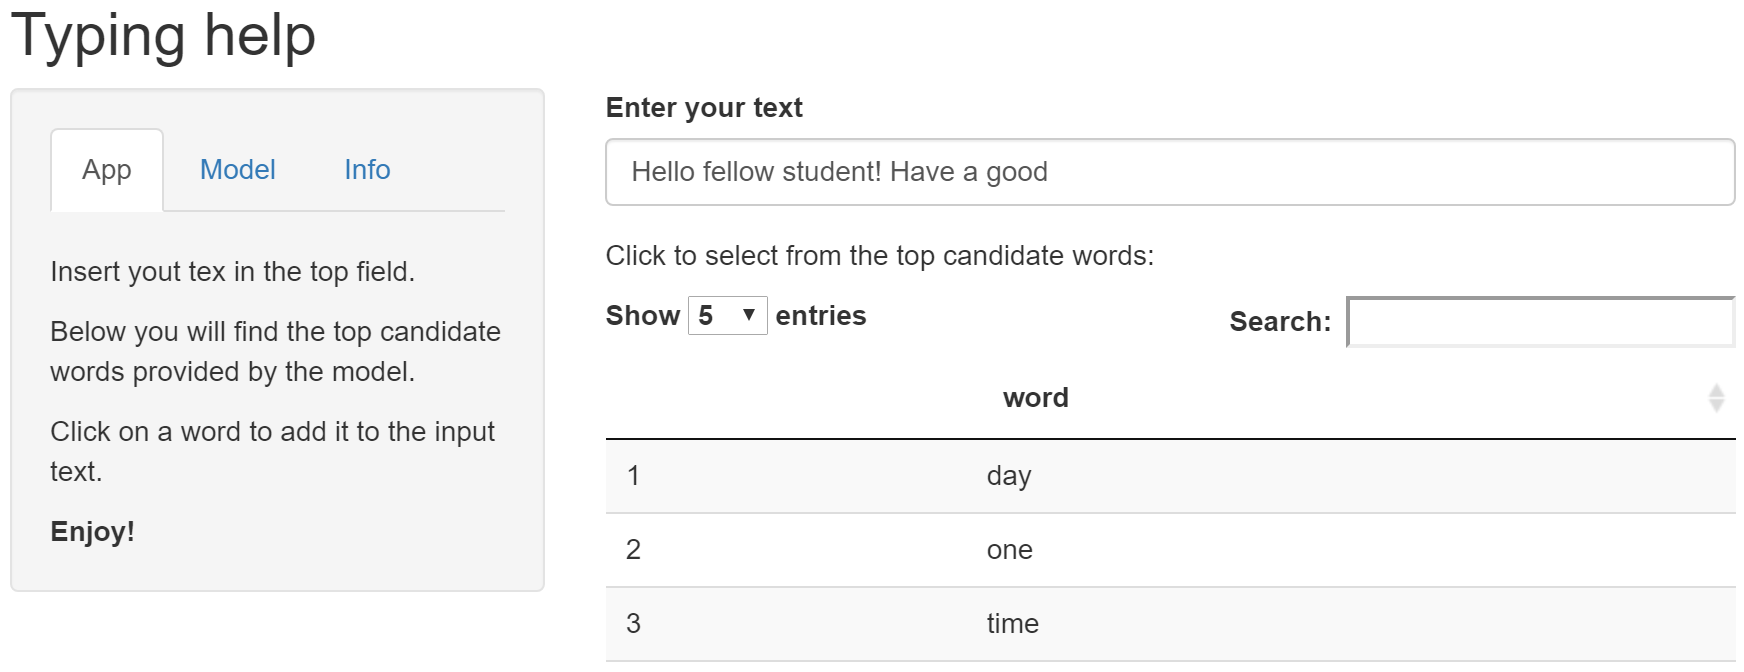 Typing help
App Model Info
Insert yout tex in the top field.
Below you will find the top candidate
words provided by the model.
Click on a word to add it to the input
text.
Enjoy!
Enter your text
Hello fellow student! Have a good
Click to select from the top candidate words:
Show 5 entries Search:
word
1 day
2 one
3 time